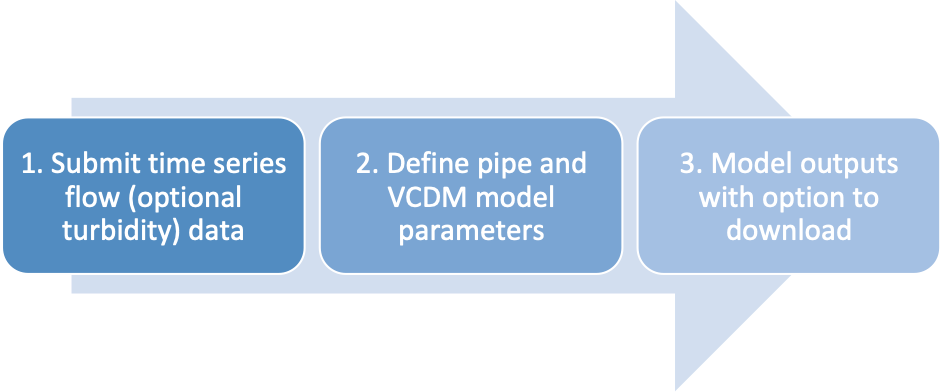 1. Submit time series
flow (optional
turbidity) data
2. Define pipe and
VCDM model
parameters
3. Model outputs
with option to
download